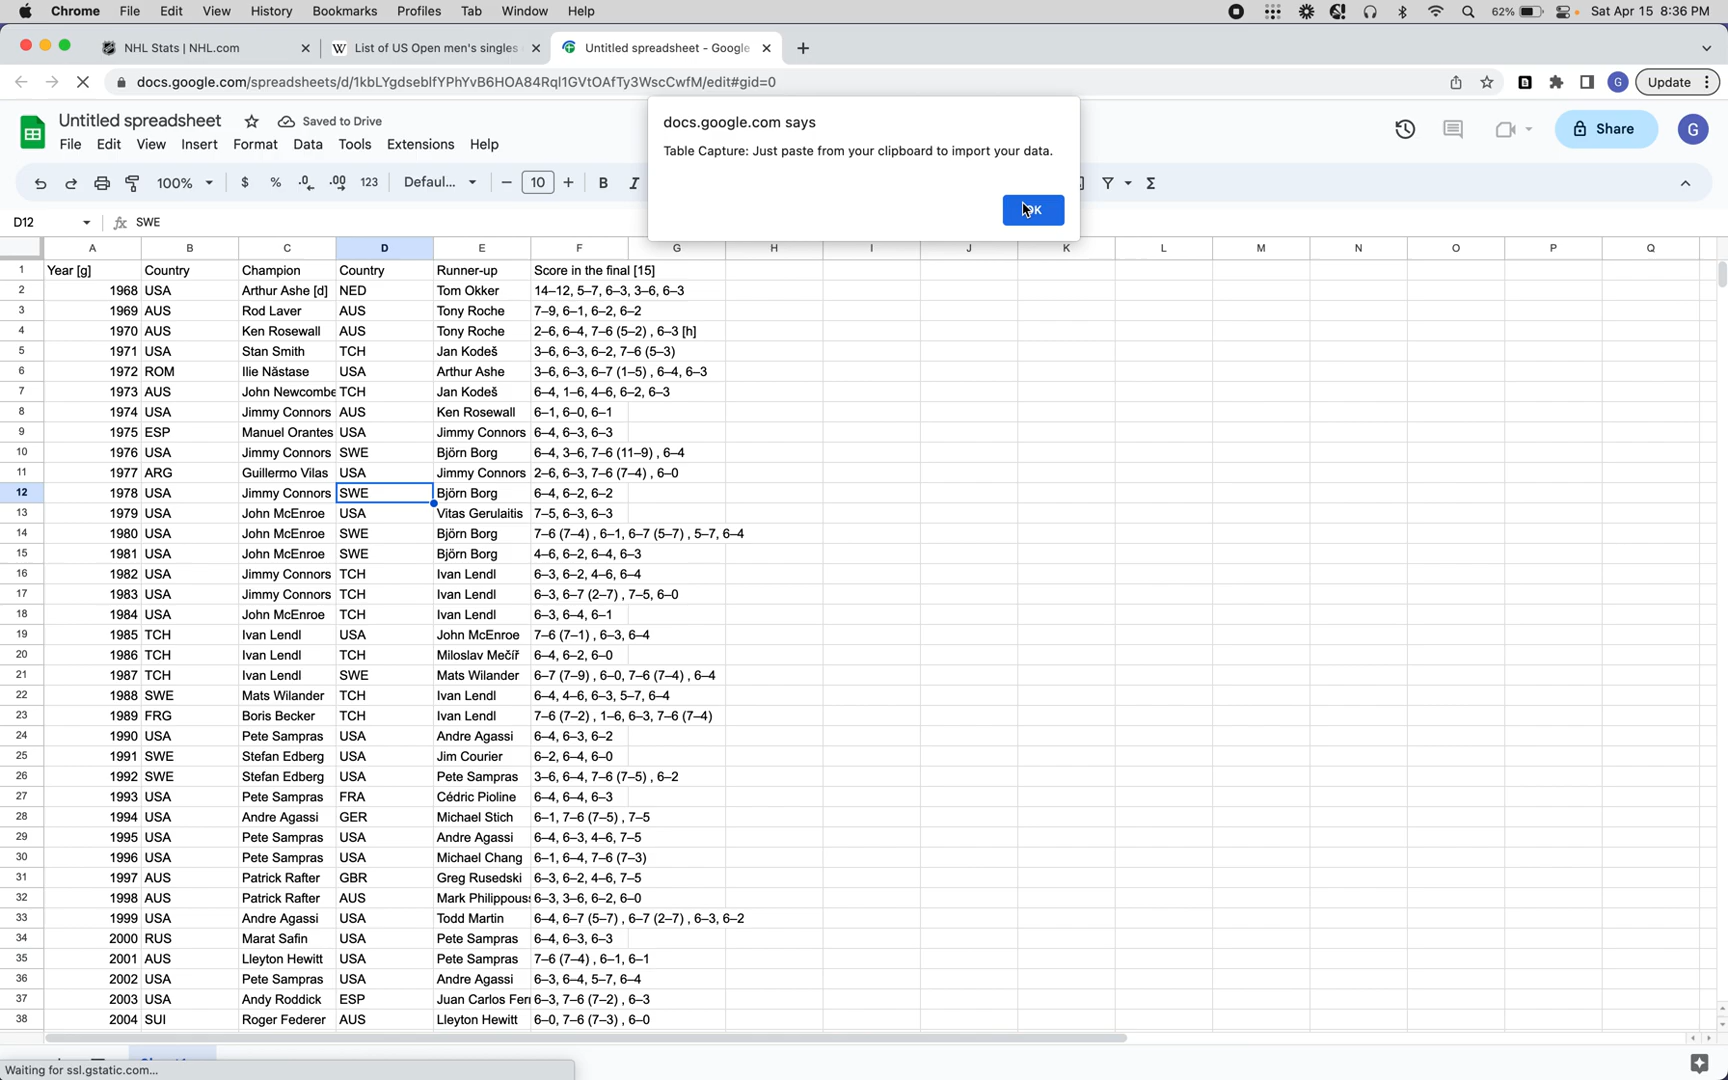 Chrome File Edit View History Bookmarks Profiles Tab Window Help 62% Sat Apr 15 8:36 PM
NHL Stats | NHL.com List of US Open men's singles Untitled spreadsheet - Google
docs.google.com/spreadsheets/d/1kbLYgdseblfYPhYvB6HOA84Rql1GVtOAfTy3WscCwfM/edit#gid=0 G Update
docs.google.com says
Table Capture: Just paste from your clipboard to import your data.
OK
Untitled spreadsheet Saved to Drive
File Edit View Insert Format Data Tools Extensions Help Share G
100% $ % .0 .00 123 Defaul... 10 B I Σ
D12 fx SWE
A B C D E F G H I J K L M N O P Q
1 Year [g] Country Champion Country Runner-up Score in the final [15]
2 1968 USA Arthur Ashe [d] NED Tom Okker 14–12, 5–7, 6–3, 3–6, 6–3
3 1969 AUS Rod Laver AUS Tony Roche 7–9, 6–1, 6–2, 6–2
4 1970 AUS Ken Rosewall AUS Tony Roche 2–6, 6–4, 7–6 (5–2) , 6–3 [h]
5 1971 USA Stan Smith TCH Jan Kodeš 3–6, 6–3, 6–2, 7–6 (5–3)
6 1972 ROM Ilie Năstase USA Arthur Ashe 3–6, 6–3, 6–7 (1–5) , 6–4, 6–3
7 1973 AUS John Newcombe TCH Jan Kodeš 6–4, 1–6, 4–6, 6–2, 6–3
8 1974 USA Jimmy Connors AUS Ken Rosewall 6–1, 6–0, 6–1
9 1975 ESP Manuel Orantes USA Jimmy Connors 6–4, 6–3, 6–3
10 1976 USA Jimmy Connors SWE Björn Borg 6–4, 3–6, 7–6 (11–9) , 6–4
11 1977 ARG Guillermo Vilas USA Jimmy Connors 2–6, 6–3, 7–6 (7–4) , 6–0
12 1978 USA Jimmy Connors SWE Björn Borg 6–4, 6–2, 6–2
13 1979 USA John McEnroe USA Vitas Gerulaitis 7–5, 6–3, 6–3
14 1980 USA John McEnroe SWE Björn Borg 7–6 (7–4) , 6–1, 6–7 (5–7) , 5–7, 6–4
15 1981 USA John McEnroe SWE Björn Borg 4–6, 6–2, 6–4, 6–3
16 1982 USA Jimmy Connors TCH Ivan Lendl 6–3, 6–2, 4–6, 6–4
17 1983 USA Jimmy Connors TCH Ivan Lendl 6–3, 6–7 (2–7) , 7–5, 6–0
18 1984 USA John McEnroe TCH Ivan Lendl 6–3, 6–4, 6–1
19 1985 TCH Ivan Lendl USA John McEnroe 7–6 (7–1) , 6–3, 6–4
20 1986 TCH Ivan Lendl TCH Miloslav Mečíř 6–4, 6–2, 6–0
21 1987 TCH Ivan Lendl SWE Mats Wilander 6–7 (7–9) , 6–0, 7–6 (7–4) , 6–4
22 1988 SWE Mats Wilander TCH Ivan Lendl 6–4, 4–6, 6–3, 5–7, 6–4
23 1989 FRG Boris Becker TCH Ivan Lendl 7–6 (7–2) , 1–6, 6–3, 7–6 (7–4)
24 1990 USA Pete Sampras USA Andre Agassi 6–4, 6–3, 6–2
25 1991 SWE Stefan Edberg USA Jim Courier 6–2, 6–4, 6–0
26 1992 SWE Stefan Edberg USA Pete Sampras 3–6, 6–4, 7–6 (7–5) , 6–2
27 1993 USA Pete Sampras FRA Cédric Pioline 6–4, 6–4, 6–3
28 1994 USA Andre Agassi GER Michael Stich 6–1, 7–6 (7–5) , 7–5
29 1995 USA Pete Sampras USA Andre Agassi 6–4, 6–3, 4–6, 7–5
30 1996 USA Pete Sampras USA Michael Chang 6–1, 6–4, 7–6 (7–3)
31 1997 AUS Patrick Rafter GBR Greg Rusedski 6–3, 6–2, 4–6, 7–5
32 1998 AUS Patrick Rafter AUS Mark Philippous 6–3, 3–6, 6–2, 6–0
33 1999 USA Andre Agassi USA Todd Martin 6–4, 6–7 (5–7) , 6–7 (2–7) , 6–3, 6–2
34 2000 RUS Marat Safin USA Pete Sampras 6–4, 6–3, 6–3
35 2001 AUS Lleyton Hewitt USA Pete Sampras 7–6 (7–4) , 6–1, 6–1
36 2002 USA Pete Sampras USA Andre Agassi 6–3, 6–4, 5–7, 6–4
37 2003 USA Andy Roddick ESP Juan Carlos Ferr 6–3, 7–6 (7–2) , 6–3
38 2004 SUI Roger Federer AUS Lleyton Hewitt 6–0, 7–6 (7–3) , 6–0
Waiting for ssl.gstatic.com...